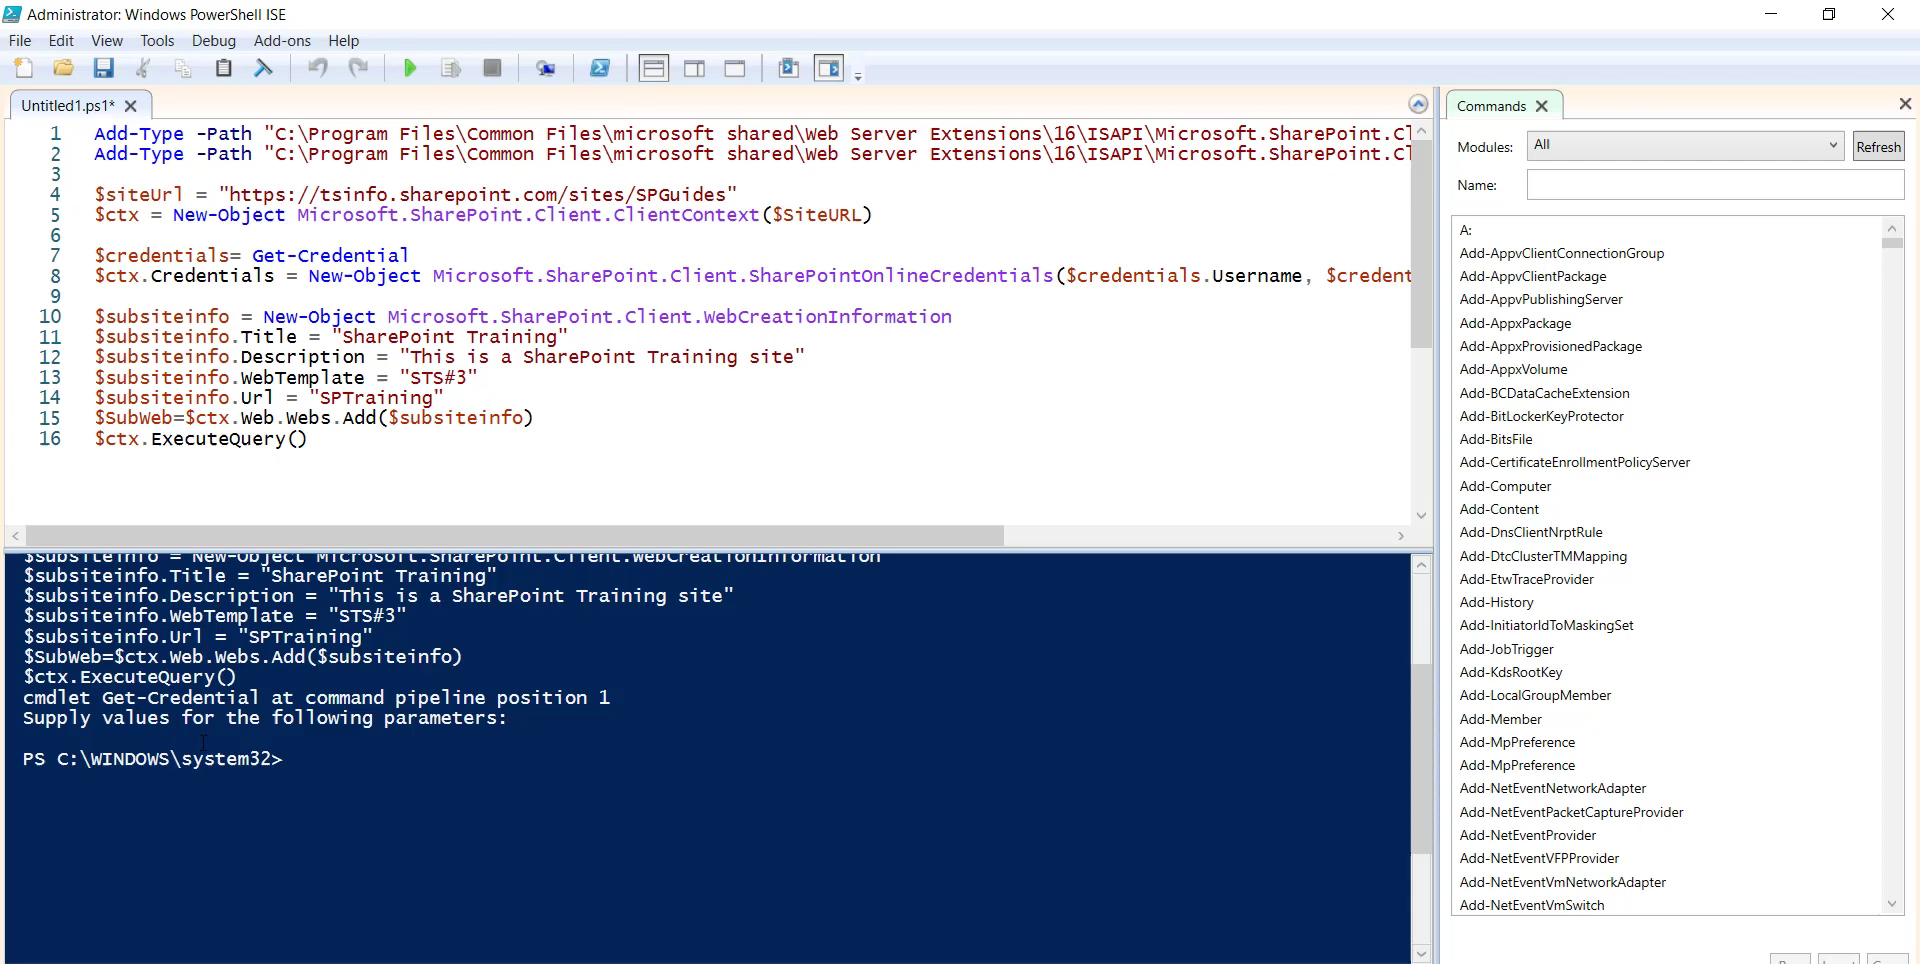 Administrator: Windows PowerShell ISE
File Edit View Tools Debug Add-ons Help
Untitled1.ps1*
1 Add-Type -Path "C:\Program Files\Common Files\microsoft shared\Web Server Extensions\16\ISAPI\Microsoft.SharePoint.Cl
2 Add-Type -Path "C:\Program Files\Common Files\microsoft shared\Web Server Extensions\16\ISAPI\Microsoft.SharePoint.Cl
3
4 $siteUrl = "https://tsinfo.sharepoint.com/sites/SPGuides"
5 $ctx = New-Object Microsoft.SharePoint.Client.ClientContext($SiteURL)
6
7 $credentials= Get-Credential
8 $ctx.Credentials = New-Object Microsoft.SharePoint.Client.SharePointOnlineCredentials($credentials.Username, $credent
9
10 $subsiteinfo = New-Object Microsoft.SharePoint.Client.WebCreationInformation
11 $subsiteinfo.Title = "SharePoint Training"
12 $subsiteinfo.Description = "This is a SharePoint Training site"
13 $subsiteinfo.WebTemplate = "STS#3"
14 $subsiteinfo.Url = "SPTraining"
15 $SubWeb=$ctx.Web.Webs.Add($subsiteinfo)
16 $ctx.ExecuteQuery()
$subsiteinfo = New-Object Microsoft.SharePoint.Client.WebCreationInformation
$subsiteinfo.Title = "SharePoint Training"
$subsiteinfo.Description = "This is a SharePoint Training site"
$subsiteinfo.WebTemplate = "STS#3"
$subsiteinfo.Url = "SPTraining"
$SubWeb=$ctx.Web.Webs.Add($subsiteinfo)
$ctx.ExecuteQuery()
cmdlet Get-Credential at command pipeline position 1
Supply values for the following parameters:
PS C:\WINDOWS\system32>
Commands
Modules: All Refresh
Name:
A:
Add-AppvClientConnectionGroup
Add-AppvClientPackage
Add-AppvPublishingServer
Add-AppxPackage
Add-AppxProvisionedPackage
Add-AppxVolume
Add-BCDataCacheExtension
Add-BitLockerKeyProtector
Add-BitsFile
Add-CertificateEnrollmentPolicyServer
Add-Computer
Add-Content
Add-DnsClientNrptRule
Add-DtcClusterTMMapping
Add-EtwTraceProvider
Add-History
Add-InitiatorIdToMaskingSet
Add-JobTrigger
Add-KdsRootKey
Add-LocalGroupMember
Add-Member
Add-MpPreference
Add-MpPreference
Add-NetEventNetworkAdapter
Add-NetEventPacketCaptureProvider
Add-NetEventProvider
Add-NetEventVFPProvider
Add-NetEventVmNetworkAdapter
Add-NetEventVmSwitch